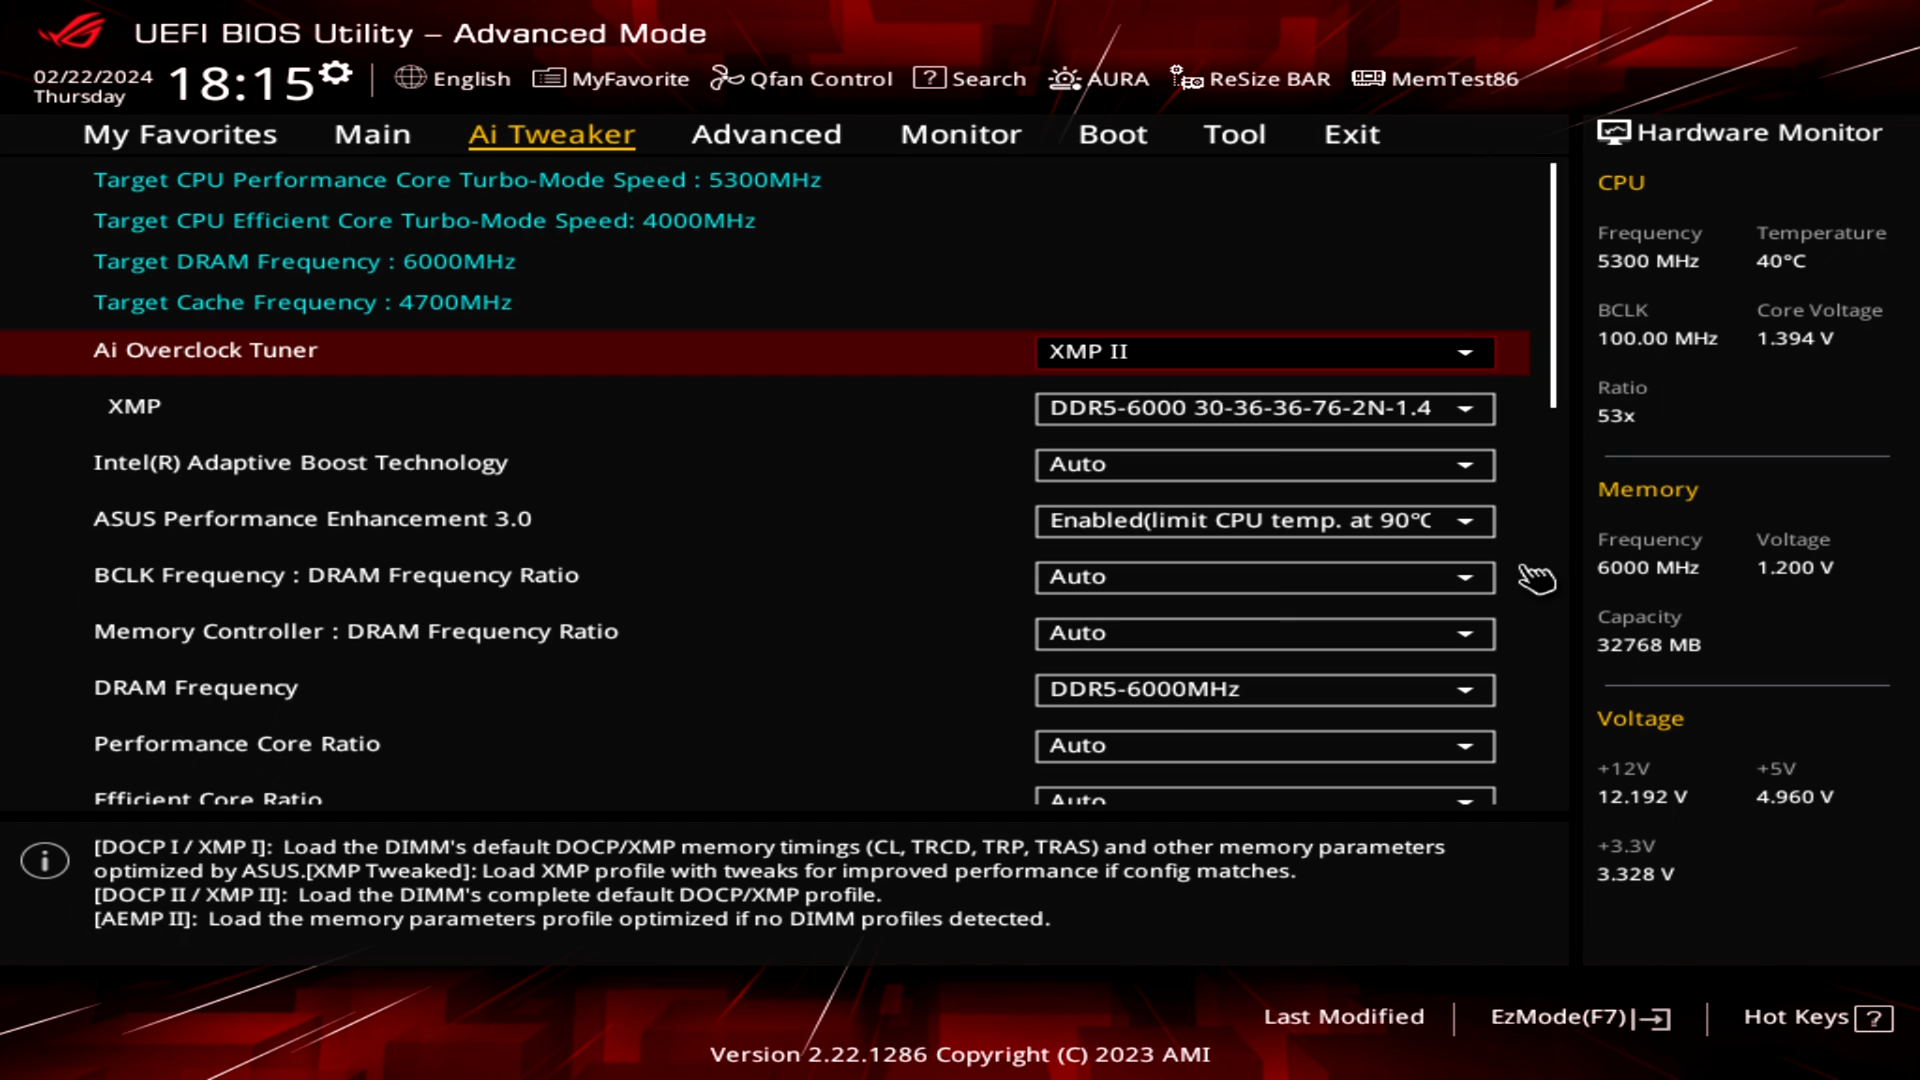 UEFI BIOS Utility – Advanced Mode
02/22/2024
Thursday
18:15
English
MyFavorite
Qfan Control
? Search
AURA
ReSize BAR
MemTest86
My Favorites
Main
Ai Tweaker
Advanced
Monitor
Boot
Tool
Exit
Target CPU Performance Core Turbo-Mode Speed : 5300MHz
Target CPU Efficient Core Turbo-Mode Speed: 4000MHz
Target DRAM Frequency : 6000MHz
Target Cache Frequency : 4700MHz
Ai Overclock Tuner
XMP II
XMP
DDR5-6000 30-36-36-76-2N-1.4
Intel(R) Adaptive Boost Technology
Auto
ASUS Performance Enhancement 3.0
Enabled(limit CPU temp. at 90°C
BCLK Frequency : DRAM Frequency Ratio
Auto
Memory Controller : DRAM Frequency Ratio
Auto
DRAM Frequency
DDR5-6000MHz
Performance Core Ratio
Auto
Efficient Core Ratio
Auto
[DOCP I / XMP I]: Load the DIMM's default DOCP/XMP memory timings (CL, TRCD, TRP, TRAS) and other memory parameters
optimized by ASUS.[XMP Tweaked]: Load XMP profile with tweaks for improved performance if config matches.
[DOCP II / XMP II]: Load the DIMM's complete default DOCP/XMP profile.
[AEMP II]: Load the memory parameters profile optimized if no DIMM profiles detected.
Hardware Monitor
CPU
Frequency
Temperature
5300 MHz
40°C
BCLK
Core Voltage
100.00 MHz
1.394 V
Ratio
53x
Memory
Frequency
Voltage
6000 MHz
1.200 V
Capacity
32768 MB
Voltage
+12V
+5V
12.192 V
4.960 V
+3.3V
3.328 V
Last Modified
EzMode(F7)
Hot Keys ?
Version 2.22.1286 Copyright (C) 2023 AMI